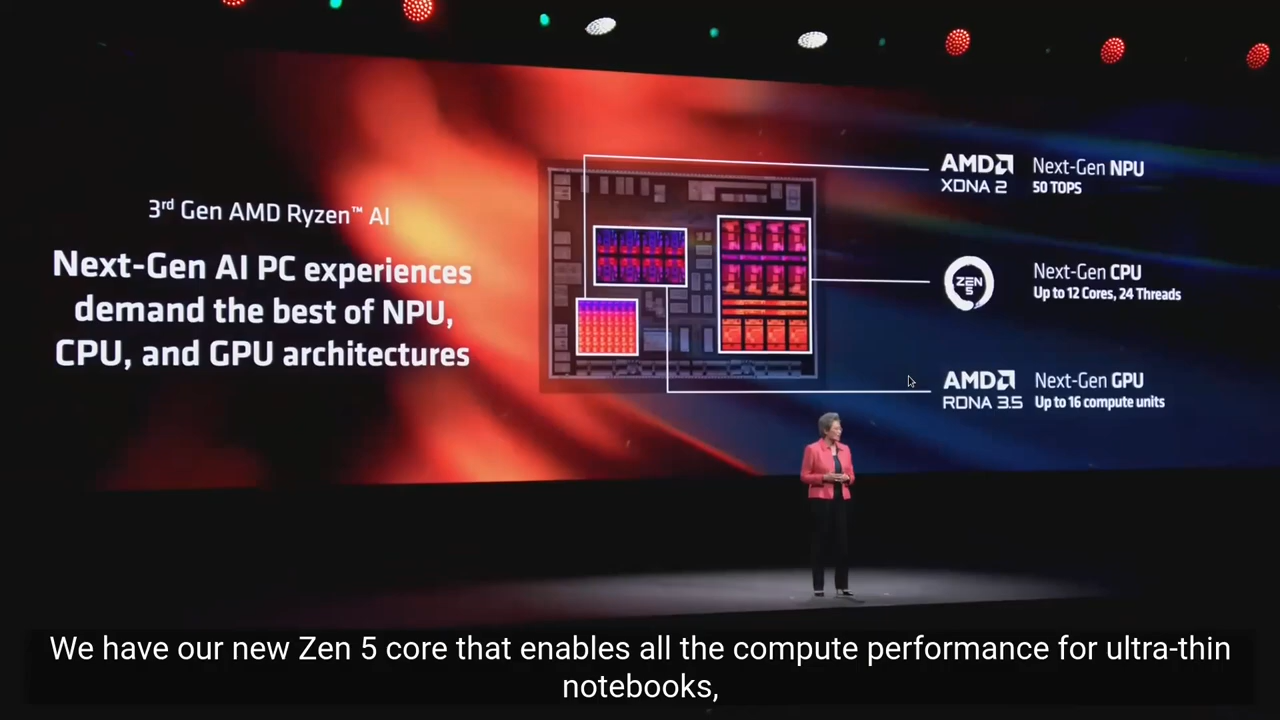 3rd Gen AMD Ryzen™ AI
Next-Gen AI PC experiences
demand the best of NPU,
CPU, and GPU architectures
AMD
XDNA 2
Next-Gen NPU
50 TOPS
ZEN
5
Next-Gen CPU
Up to 12 Cores, 24 Threads
AMD
RDNA 3.5
Next-Gen GPU
Up to 16 compute units
We have our new Zen 5 core that enables all the compute performance for ultra-thin
notebooks,